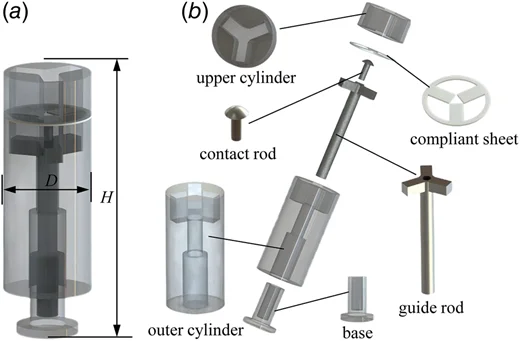 (a)
(b)
upper cylinder
compliant sheet
contact rod
D
H
guide rod
outer cylinder
base